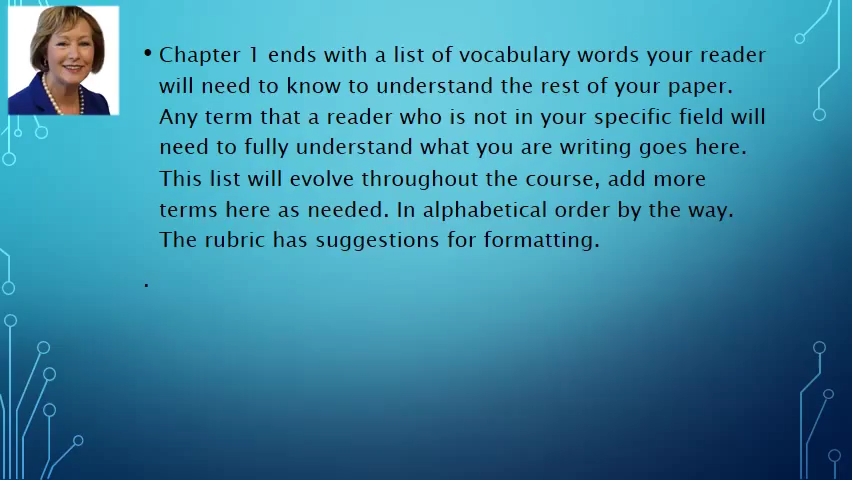 • Chapter 1 ends with a list of vocabulary words your reader
will need to know to understand the rest of your paper.
Any term that a reader who is not in your specific field will
need to fully understand what you are writing goes here.
This list will evolve throughout the course, add more
terms here as needed. In alphabetical order by the way.
The rubric has suggestions for formatting.
.